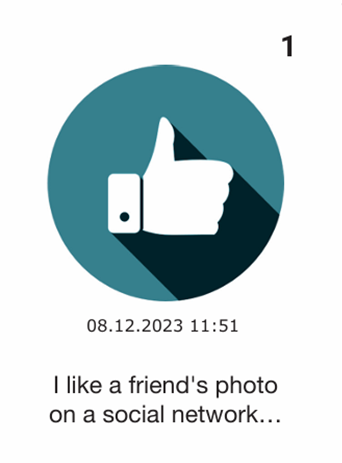 1
08.12.2023 11:51
I like a friend's photo
on a social network...